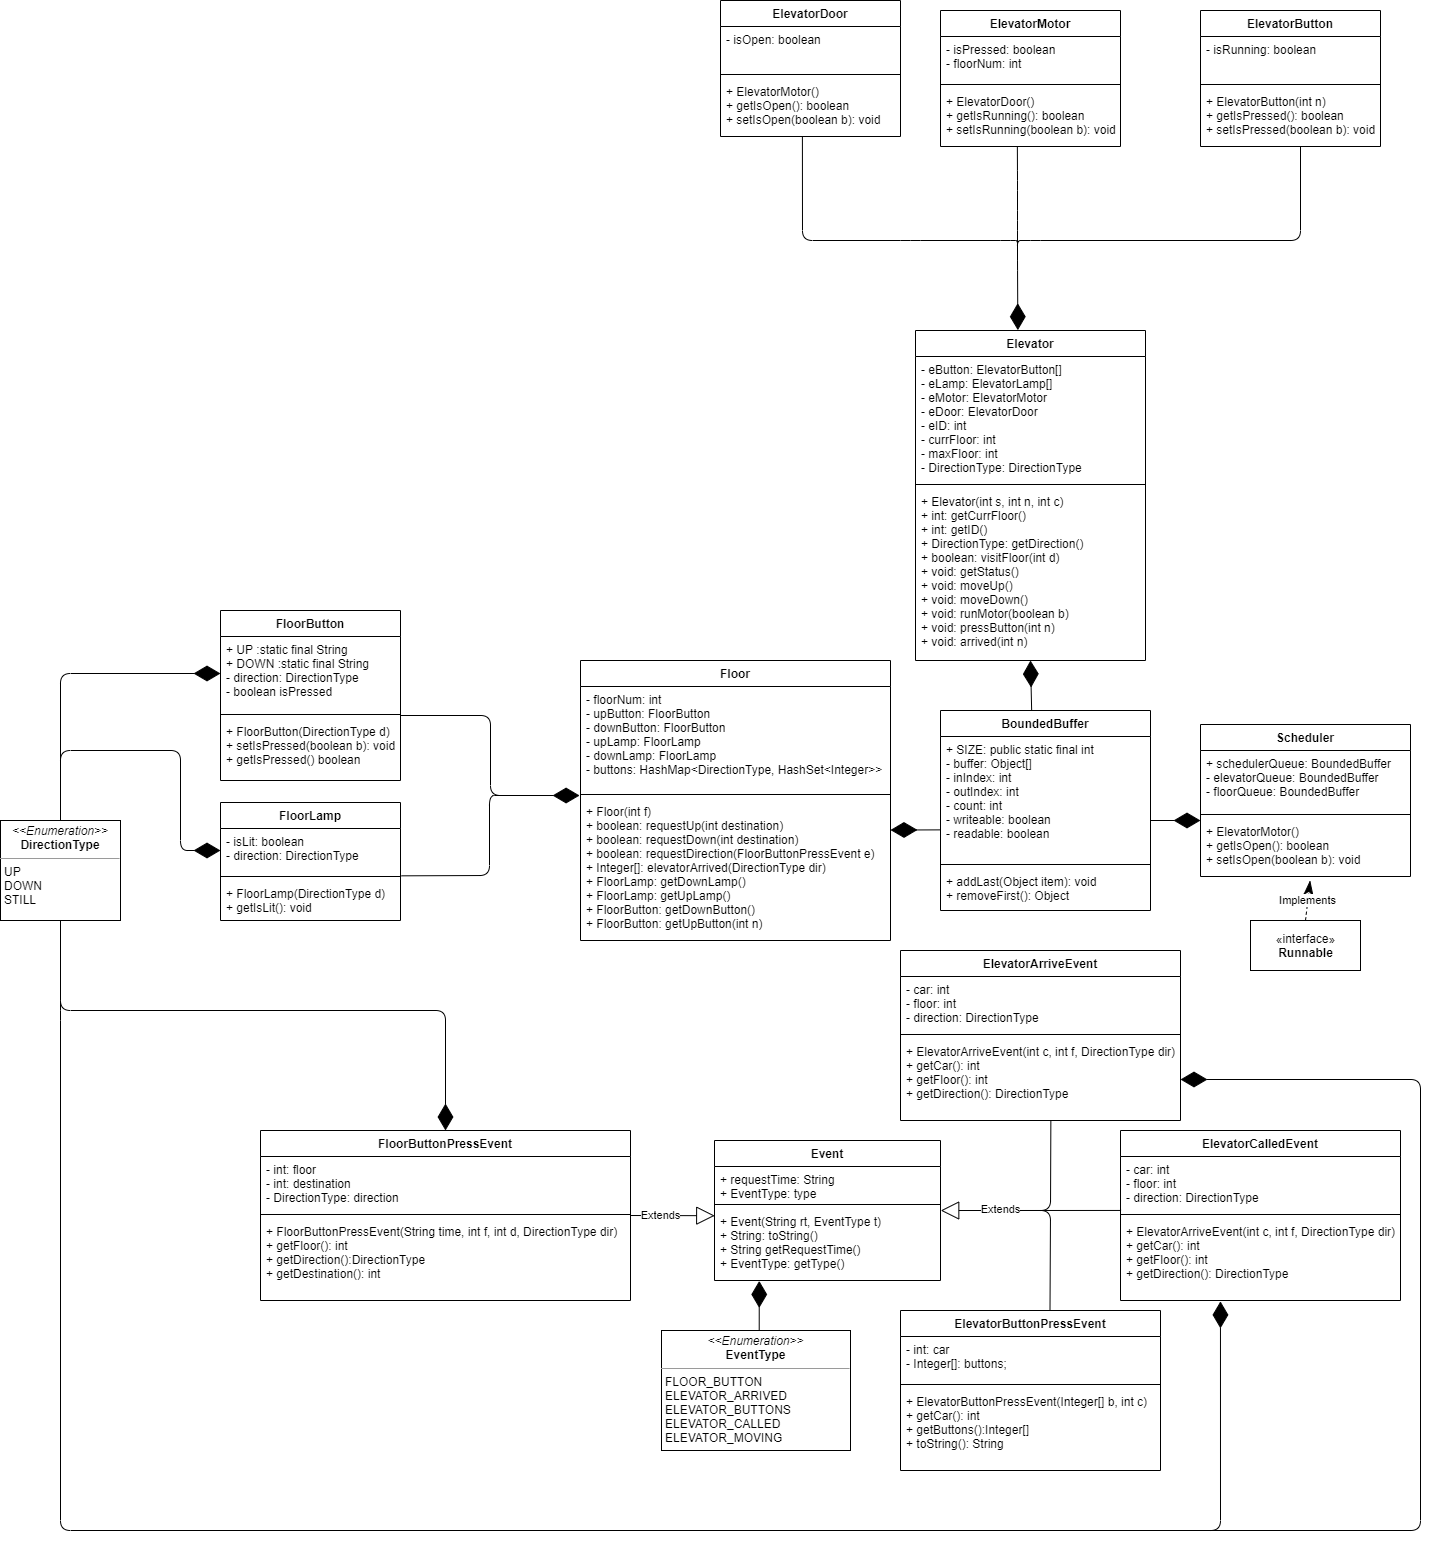 ElevatorDoor
- isOpen: boolean
+ ElevatorMotor()
+ getIsOpen(): boolean
+ setIsOpen(boolean b): void
ElevatorMotor
- isPressed: boolean
- floorNum: int
+ ElevatorDoor()
+ getIsRunning(): boolean
+ setIsRunning(boolean b): void
ElevatorButton
- isRunning: boolean
+ ElevatorButton(int n)
+ getIsPressed(): boolean
+ setIsPressed(boolean b): void
Elevator
- eButton: ElevatorButton[]
- eLamp: ElevatorLamp[]
- eMotor: ElevatorMotor
- eDoor: ElevatorDoor
- eID: int
- currFloor: int
- maxFloor: int
- DirectionType: DirectionType
+ Elevator(int s, int n, int c)
+ int: getCurrFloor()
+ int: getID()
+ DirectionType: getDirection()
+ boolean: visitFloor(int d)
+ void: getStatus()
+ void: moveUp()
+ void: moveDown()
+ void: runMotor(boolean b)
+ void: pressButton(int n)
+ void: arrived(int n)
FloorButton
+ UP :static final String
+ DOWN :static final String
- direction: DirectionType
- boolean isPressed
+ FloorButton(DirectionType d)
+ setIsPressed(boolean b): void
+ getIsPressed() boolean
FloorLamp
- isLit: boolean
- direction: DirectionType
+ FloorLamp(DirectionType d)
+ getIsLit(): void
<<Enumeration>>
DirectionType
UP
DOWN
STILL
Floor
- floorNum: int
- upButton: FloorButton
- downButton: FloorButton
- upLamp: FloorLamp
- downLamp: FloorLamp
- buttons: HashMap<DirectionType, HashSet<Integer>>
+ Floor(int f)
+ boolean: requestUp(int destination)
+ boolean: requestDown(int destination)
+ boolean: requestDirection(FloorButtonPressEvent e)
+ Integer[]: elevatorArrived(DirectionType dir)
+ FloorLamp: getDownLamp()
+ FloorLamp: getUpLamp()
+ FloorButton: getDownButton()
+ FloorButton: getUpButton(int n)
BoundedBuffer
+ SIZE: public static final int
- buffer: Object[]
- inIndex: int
- outIndex: int
- count: int
- writeable: boolean
- readable: boolean
+ addLast(Object item): void
+ removeFirst(): Object
Scheduler
+ schedulerQueue: BoundedBuffer
- elevatorQueue: BoundedBuffer
- floorQueue: BoundedBuffer
+ ElevatorMotor()
+ getIsOpen(): boolean
+ setIsOpen(boolean b): void
Implements
«interface»
Runnable
ElevatorArriveEvent
- car: int
- floor: int
- direction: DirectionType
+ ElevatorArriveEvent(int c, int f, DirectionType dir)
+ getCar(): int
+ getFloor(): int
+ getDirection(): DirectionType
FloorButtonPressEvent
- int: floor
- int: destination
- DirectionType: direction
+ FloorButtonPressEvent(String time, int f, int d, DirectionType dir)
+ getFloor(): int
+ getDirection():DirectionType
+ getDestination(): int
Extends
Event
+ requestTime: String
+ EventType: type
+ Event(String rt, EventType t)
+ String: toString()
+ String getRequestTime()
+ EventType: getType()
Extends
ElevatorCalledEvent
- car: int
- floor: int
- direction: DirectionType
+ ElevatorArriveEvent(int c, int f, DirectionType dir)
+ getCar(): int
+ getFloor(): int
+ getDirection(): DirectionType
<<Enumeration>>
EventType
FLOOR_BUTTON
ELEVATOR_ARRIVED
ELEVATOR_BUTTONS
ELEVATOR_CALLED
ELEVATOR_MOVING
ElevatorButtonPressEvent
- int: car
- Integer[]: buttons;
+ ElevatorButtonPressEvent(Integer[] b, int c)
+ getCar(): int
+ getButtons():Integer[]
+ toString(): String